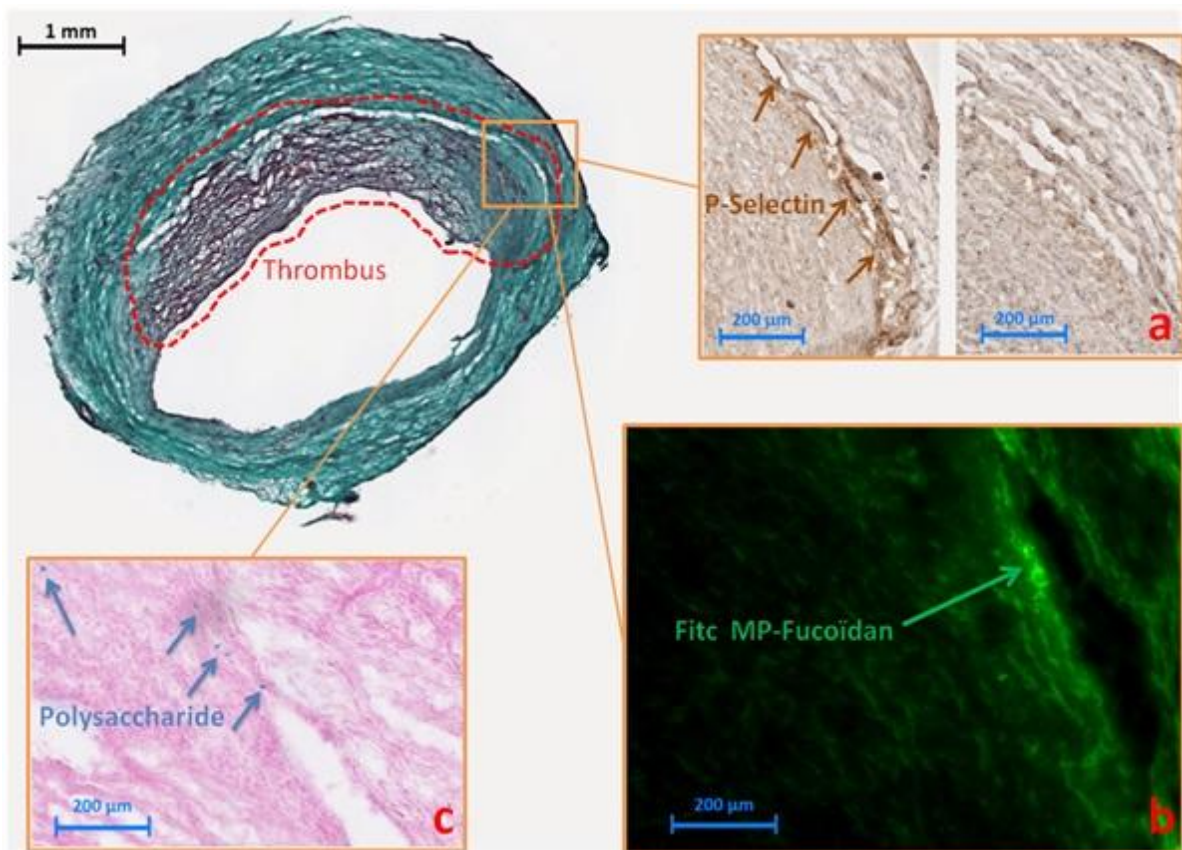 1 mm
Thrombus
P-Selectin
200 µm
200 µm
a
Fitc MP-Fucoïdan
200 µm
b
Polysaccharide
200 µm
c